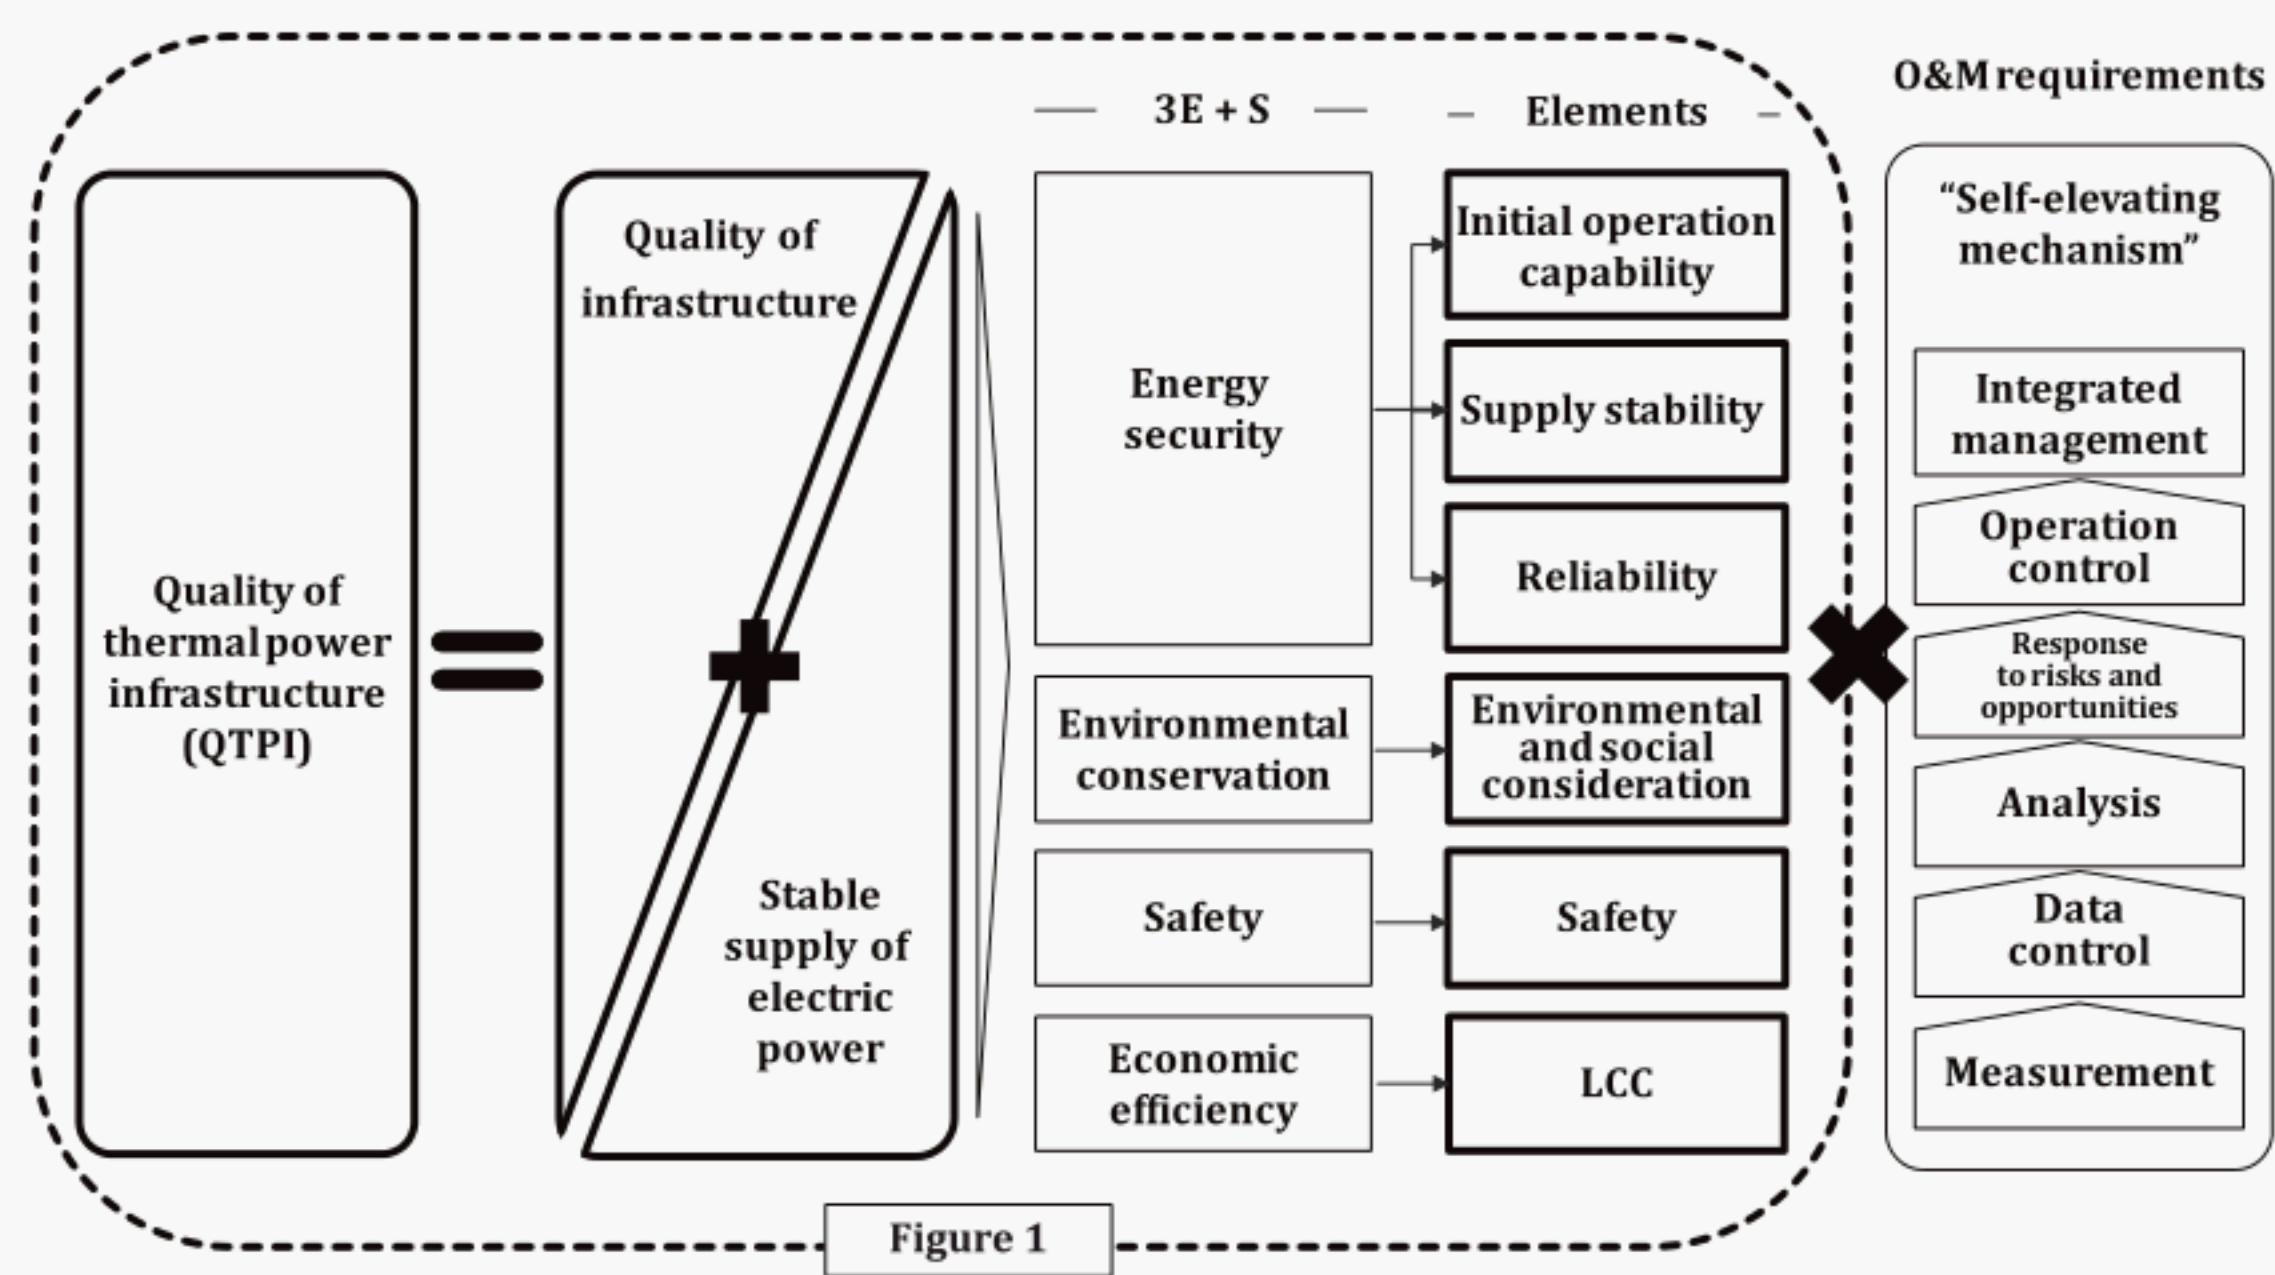 O&M requirements
3E + S
Elements
Quality of
thermal power
infrastructure
(QTPI)
Quality of
infrastructure
Stable
supply of
electric
power
Energy
security
Environmental
conservation
Safety
Economic
efficiency
Initial operation
capability
Supply stability
Reliability
Environmental
and social
consideration
Safety
LCC
“Self-elevating
mechanism”
Integrated
management
Operation
control
Response
to risks and
opportunities
Analysis
Data
control
Measurement
Figure 1